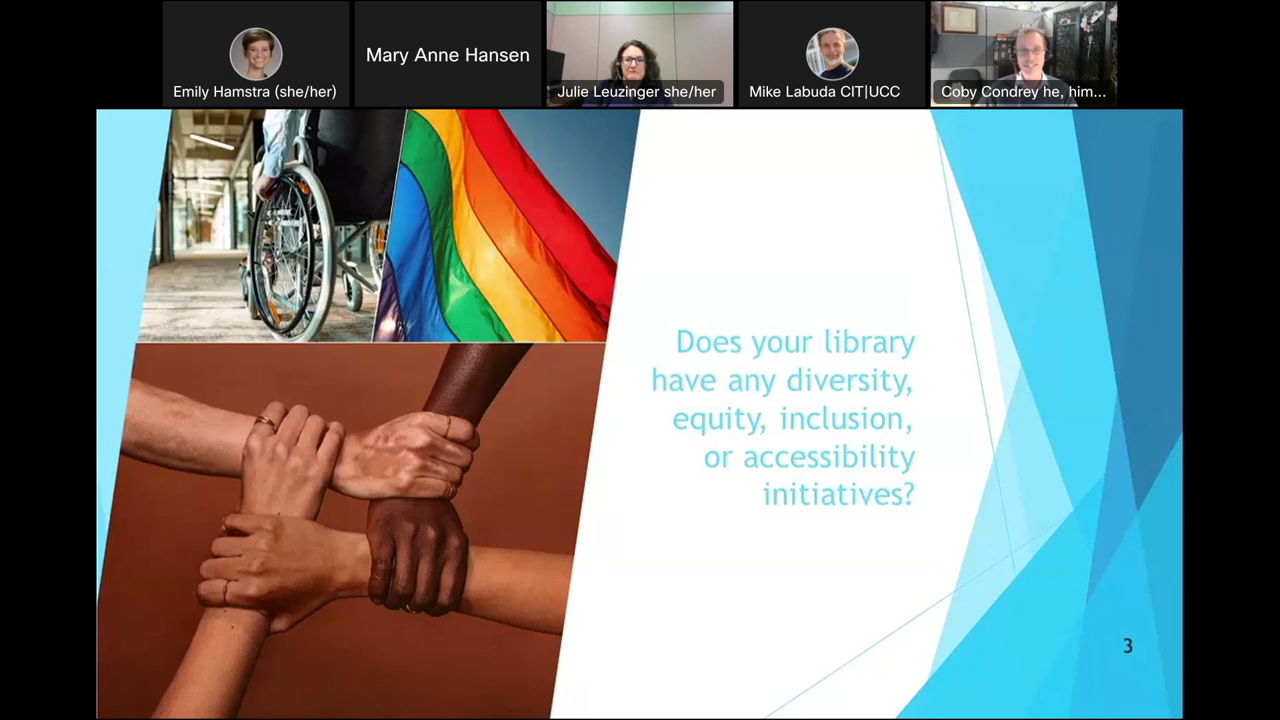 Emily Hamstra (she/her)
Mary Anne Hansen
Julie Leuzinger she/her
Mike Labuda CIT|UCC
Coby Condrey he, him...
Does your library
have any diversity,
equity, inclusion,
or accessibility
initiatives?
3